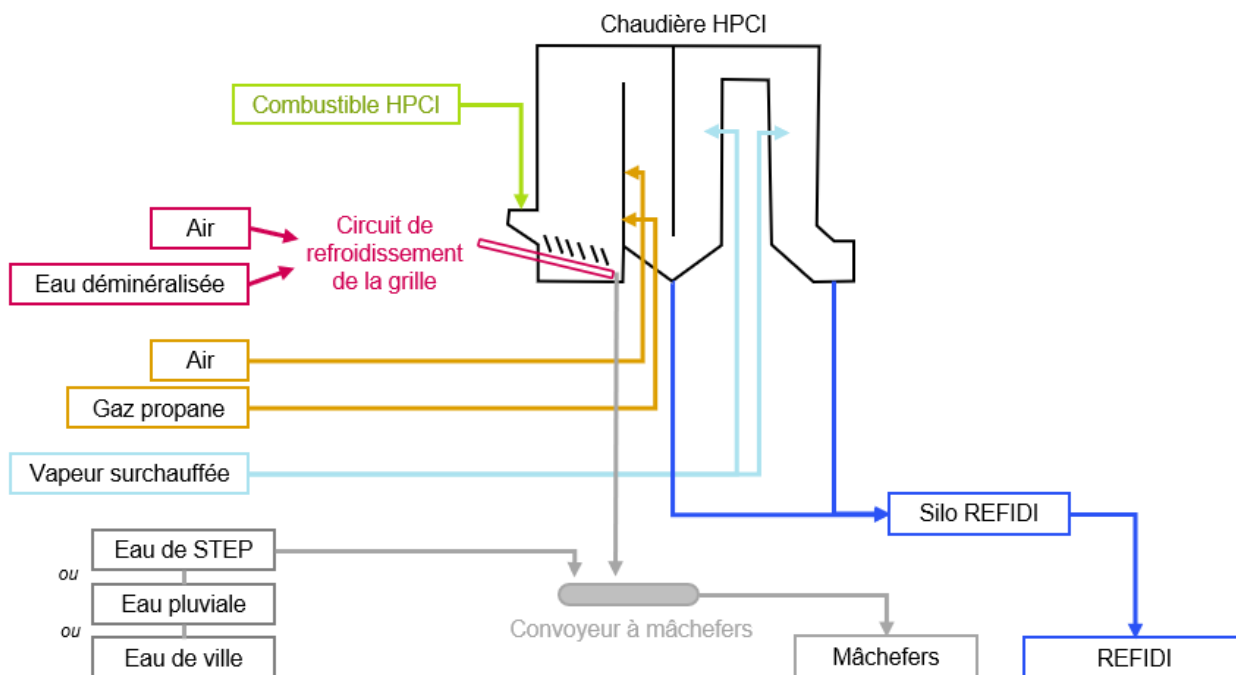 Chaudière HPCI
Combustible HPCI
Air
Eau déminéralisée
Circuit de
refroidissement
de la grille
Air
Gaz propane
Vapeur surchauffée
Silo REFIDI
Eau de STEP
ou
Eau pluviale
ou
Eau de ville
Convoyeur à mâchefers
Mâchefers
REFIDI